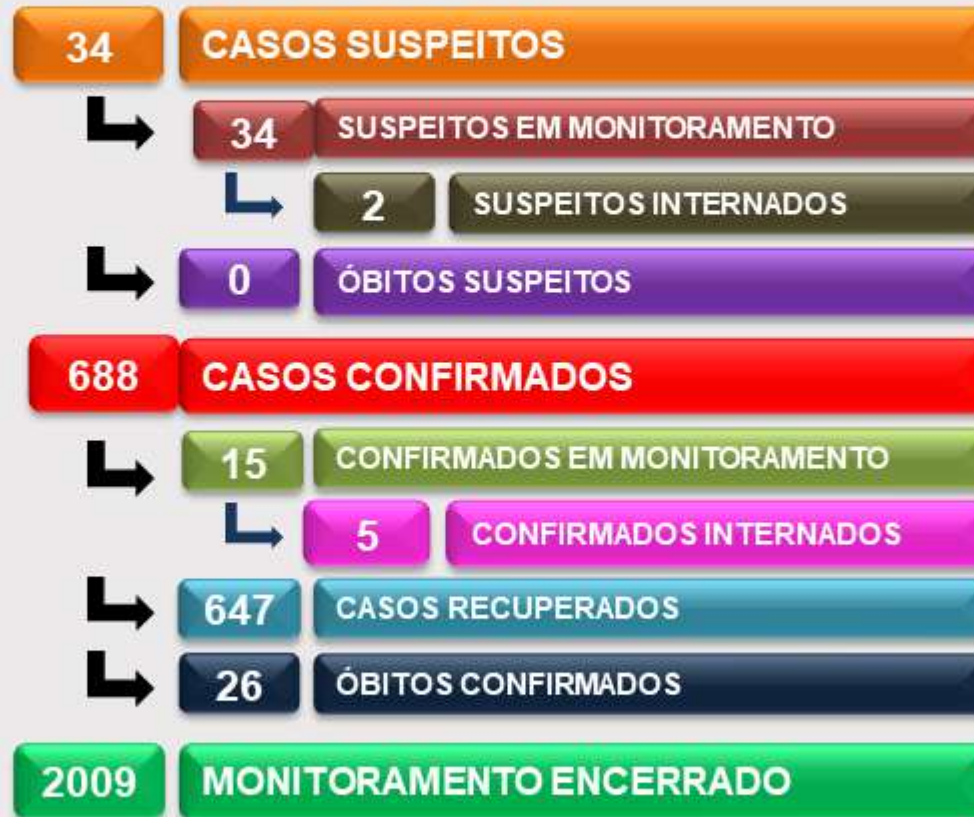 34 CASOS SUSPEITOS
34 SUSPEITOS EM MONITORAMENTO
2 SUSPEITOS INTERNADOS
0 ÓBITOS SUSPEITOS
688 CASOS CONFIRMADOS
15 CONFIRMADOS EM MONITORAMENTO
5 CONFIRMADOS INTERNADOS
647 CASOS RECUPERADOS
26 ÓBITOS CONFIRMADOS
2009 MONITORAMENTO ENCERRADO